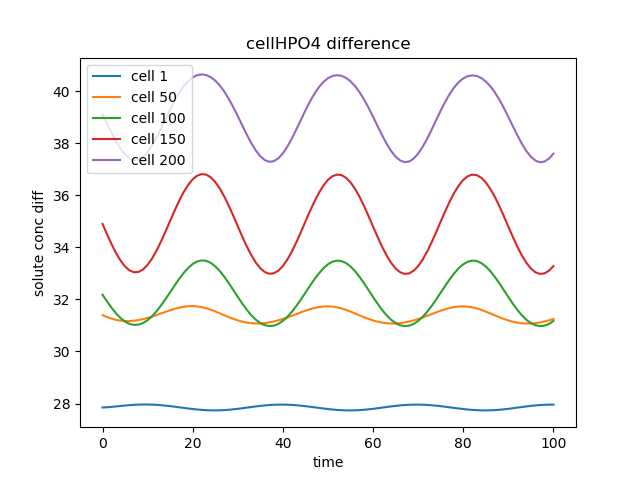 cellHPO4 difference
cell 1
cell 50
cell 100
cell 150
cell 200
solute conc diff
40
38
36
34
32
30
28
0 20 40 60 80 100
time